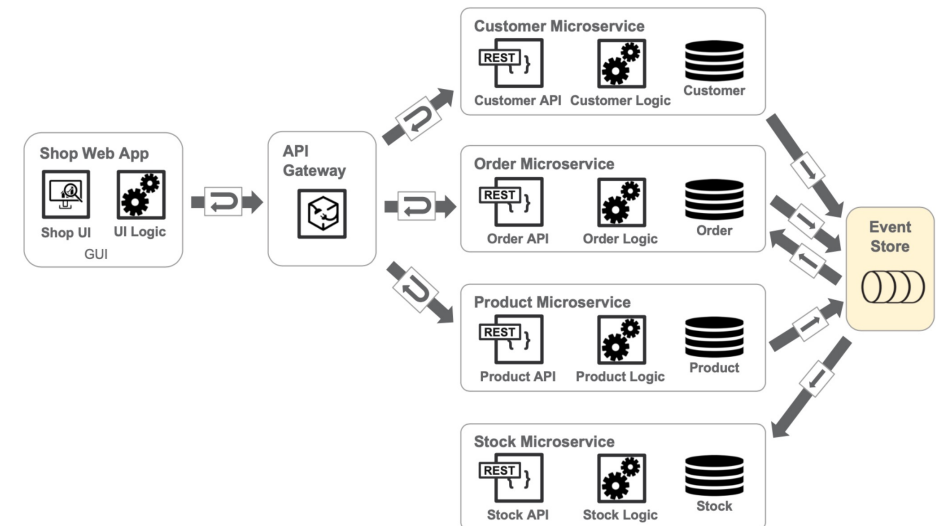 Customer Microservice
REST
{ }
Customer API
Customer Logic
Customer
Shop Web App
Shop UI
UI Logic
GUI
API
Gateway
Order Microservice
REST
{ }
Order API
Order Logic
Order
Event
Store
Product Microservice
REST
{ }
Product API
Product Logic
Product
Stock Microservice
REST
{ }
Stock API
Stock Logic
Stock